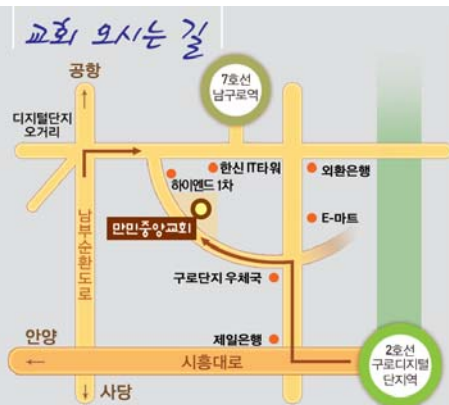 교회 오시는 길
공항
7호선
남구로역
디지털단지
오거리
한신 IT타워
하이엔드 1차
외환은행
만민중앙교회
E-마트
남부순환도로
구로단지 우체국
제일은행
안양
←
시흥대로
2호선
구로디지털
단지역
사당